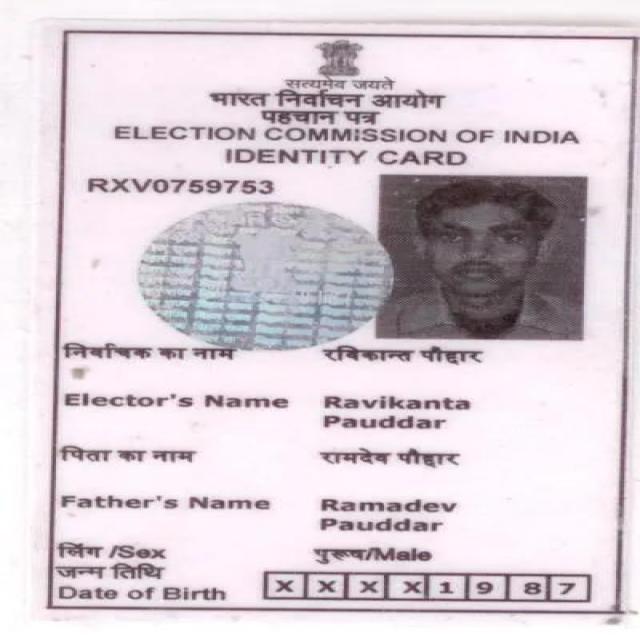 सत्यमेव जयते
भारत निर्वाचन आयोग
पहचान पत्र
ELECTION COMMISSION OF INDIA
IDENTITY CARD
RXV0759753
निर्वाचक का नाम रविकान्त पौद्दार
Elector's Name Ravikanta
Pauddar
पिता का नाम रामदेव पौद्दार
Father's Name Ramadev
Pauddar
लिंग /Sex पुरूष/Male
जन्म तिथि
Date of Birth X X X X 1 9 8 7